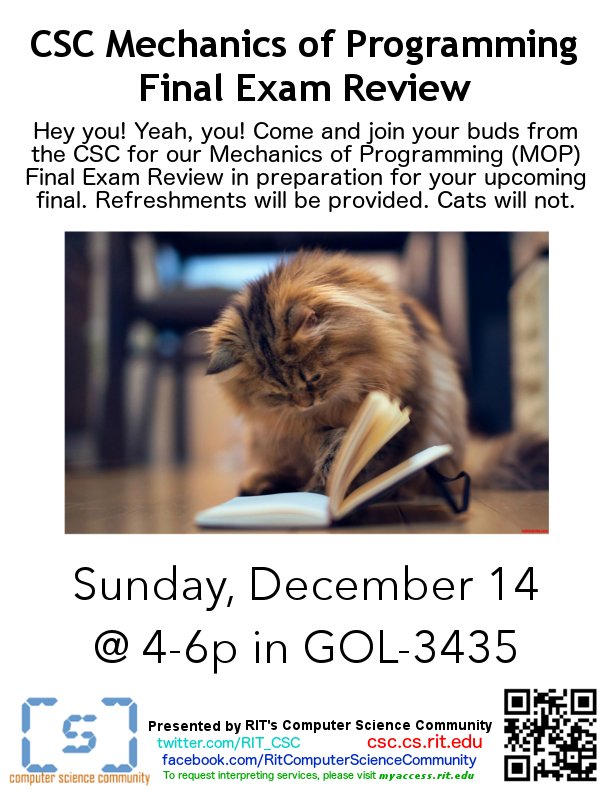 CSC Mechanics of Programming
Final Exam Review
Hey you! Yeah, you! Come and join your buds from
the CSC for our Mechanics of Programming (MOP)
Final Exam Review in preparation for your upcoming
final. Refreshments will be provided. Cats will not.
Sunday, December 14
@ 4-6p in GOL-3435
[s]
computer science community
Presented by RIT's Computer Science Community
twitter.com/RIT_CSC csc.cs.rit.edu
facebook.com/RitComputerScienceCommunity
To request interpreting services, please visit myaccess.rit.edu